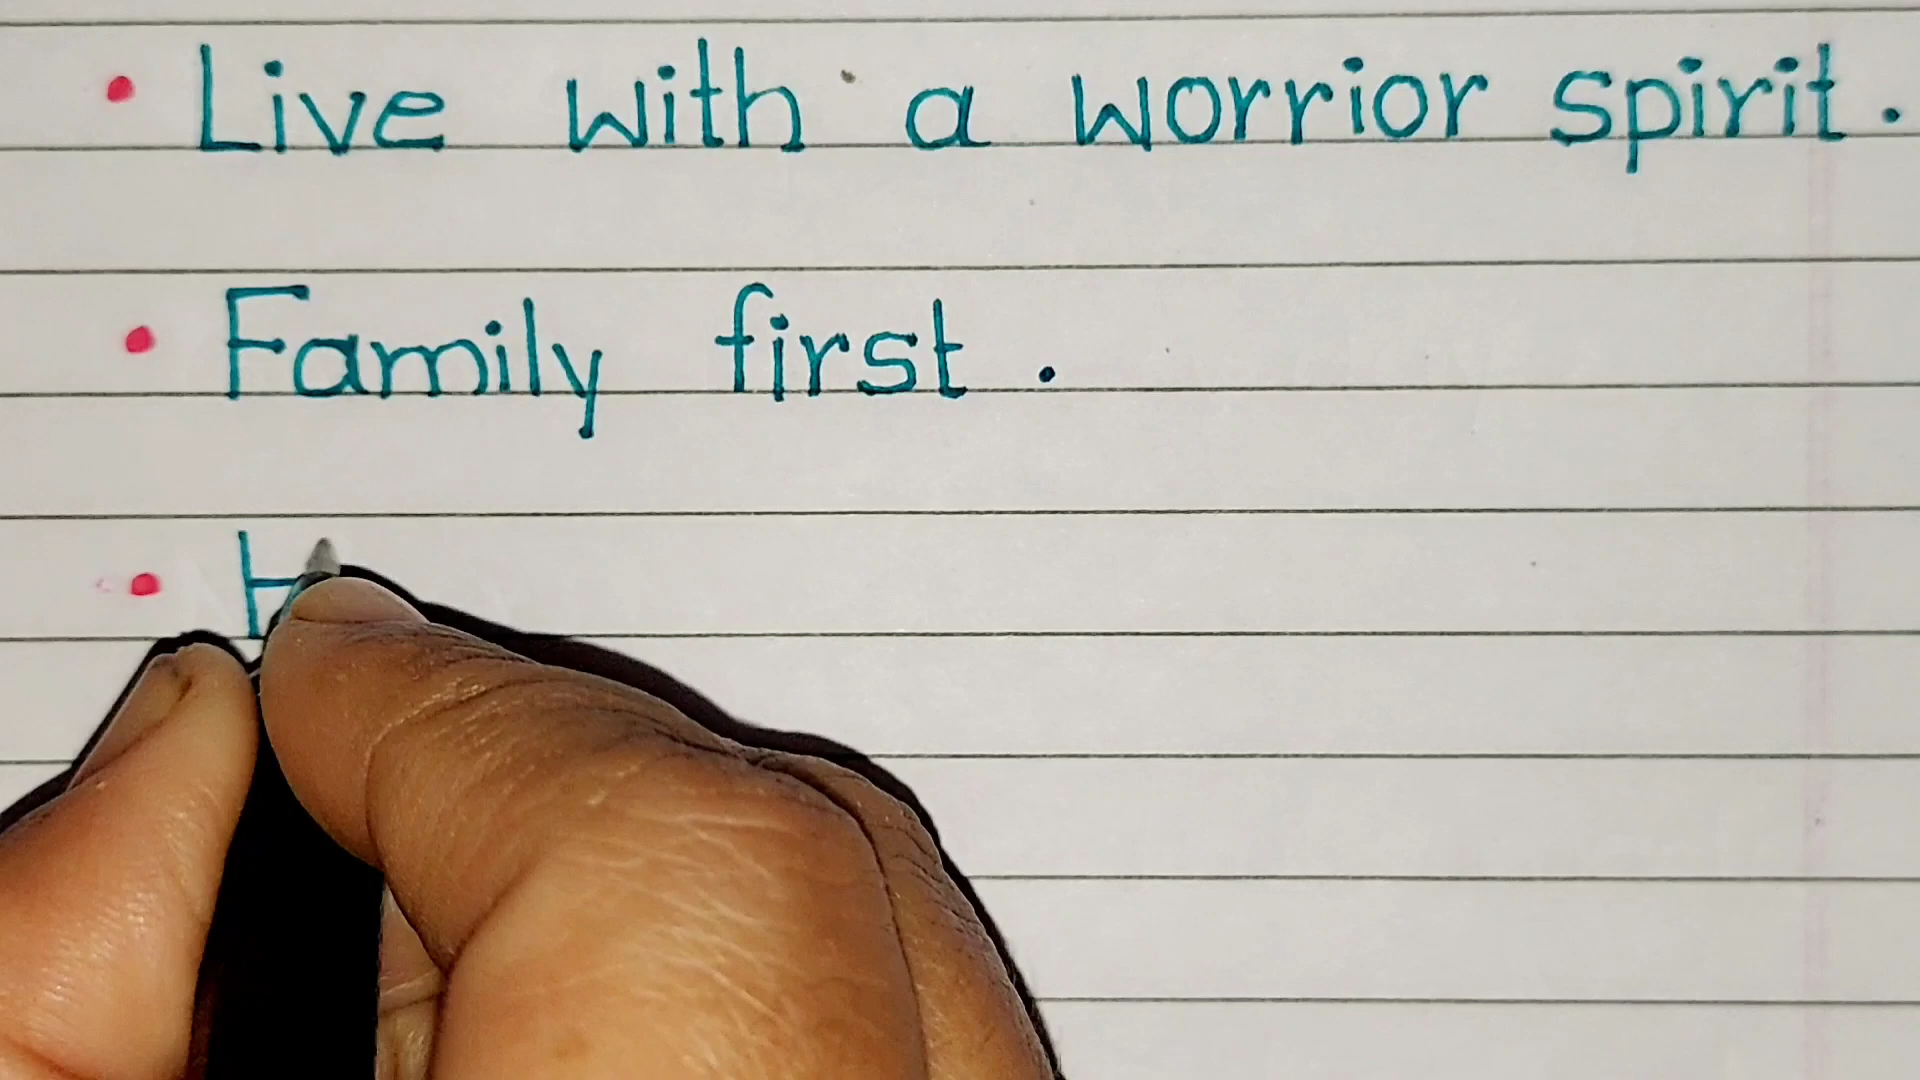 • Live with a worrior spirit.
• Family first.
•